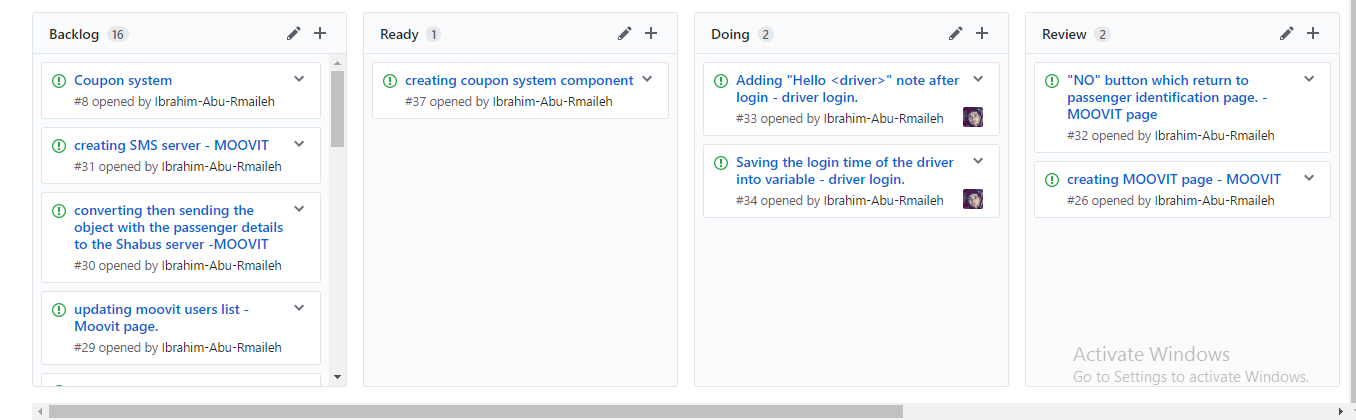 Backlog 16
Coupon system
#8 opened by Ibrahim-Abu-Rmaileh
creating SMS server - MOOVIT
#31 opened by Ibrahim-Abu-Rmaileh
converting then sending the
object with the passenger details
to the Shabus server -MOOVIT
#30 opened by Ibrahim-Abu-Rmaileh
updating moovit users list -
Moovit page.
#29 opened by Ibrahim-Abu-Rmaileh
Ready 1
creating coupon system component
#37 opened by Ibrahim-Abu-Rmaileh
Doing 2
Adding "Hello <driver>" note after
login - driver login.
#33 opened by Ibrahim-Abu-Rmaileh
Saving the login time of the driver
into variable - driver login.
#34 opened by Ibrahim-Abu-Rmaileh
Review 2
"NO" button which return to
passenger identification page. -
MOOVIT page
#32 opened by Ibrahim-Abu-Rmaileh
creating MOOVIT page - MOOVIT
#26 opened by Ibrahim-Abu-Rmaileh
Activate Windows
Go to Settings to activate Windows.